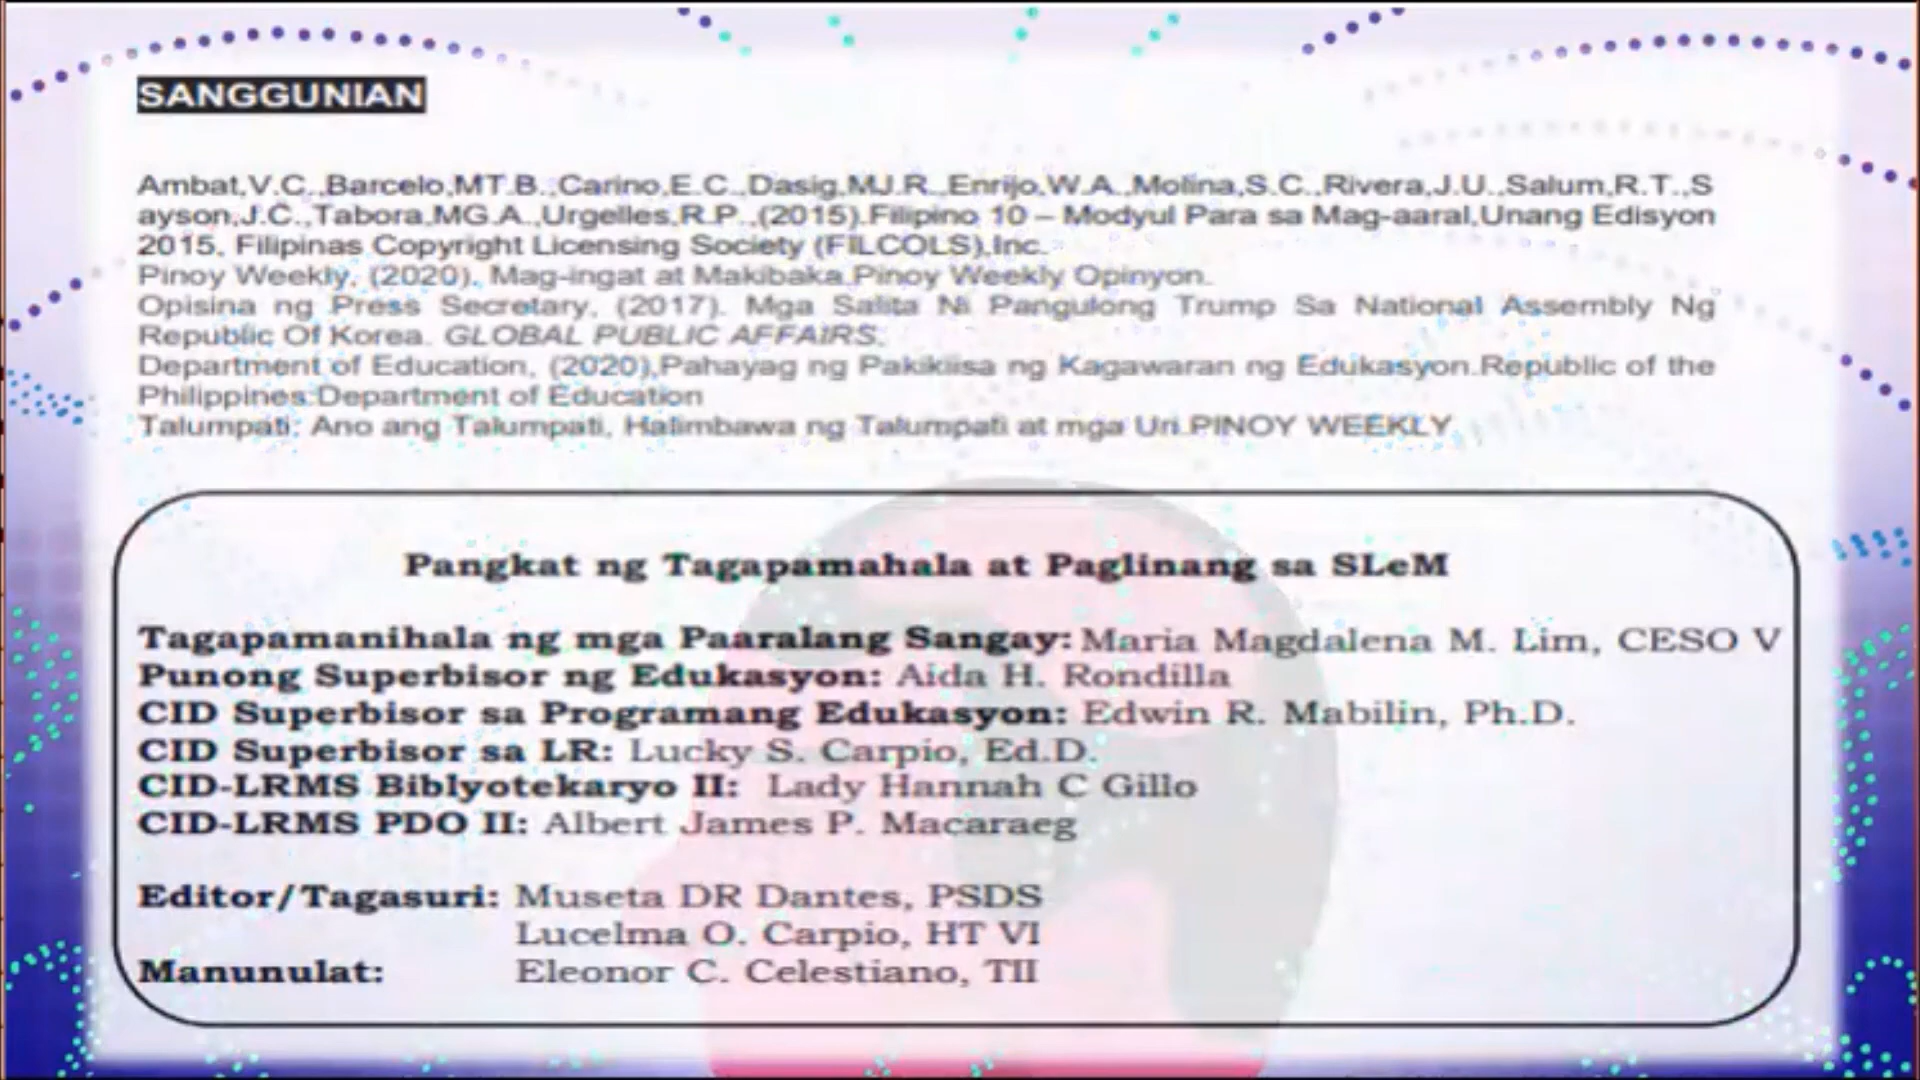 SANGGUNIAN
Ambat,V.C.,Barcelo,MT.B.,Carino,E.C.,Dasig,MJ.R.,Enrijo,W.A.,Molina,S.C.,Rivera,J.U.,Salum,R.T.,S
ayson,J.C.,Tabora,MG.A.,Urgelles,R.P.,(2015).Filipino 10 – Modyul Para sa Mag-aaral,Unang Edisyon
2015, Filipinas Copyright Licensing Society (FILCOLS),Inc.
Pinoy Weekly, (2020), Mag-ingat at Makibaka.Pinoy Weekly Opinyon.
Opisina ng Press Secretary, (2017). Mga Salita Ni Pangulong Trump Sa National Assembly Ng
Republic Of Korea. GLOBAL PUBLIC AFFAIRS.
Department of Education, (2020),Pahayag ng Pakikiisa ng Kagawaran ng Edukasyon.Republic of the
Philippines:Department of Education
Talumpati: Ano ang Talumpati, Halimbawa ng Talumpati at mga Uri.PINOY WEEKLY
Pangkat ng Tagapamahala at Paglinang sa SLeM
Tagapamanihala ng mga Paaralang Sangay: Maria Magdalena M. Lim, CESO V
Punong Superbisor ng Edukasyon: Aida H. Rondilla
CID Superbisor sa Programang Edukasyon: Edwin R. Mabilin, Ph.D.
CID Superbisor sa LR: Lucky S. Carpio, Ed.D.
CID-LRMS Biblyotekaryo II: Lady Hannah C Gillo
CID-LRMS PDO II: Albert James P. Macaraeg
Editor/Tagasuri: Museta DR Dantes, PSDS
Lucelma O. Carpio, HT VI
Manunulat: Eleonor C. Celestiano, TII